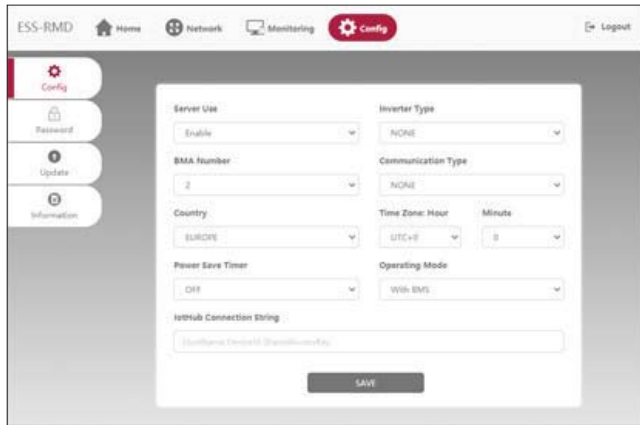 ESS-RMD Home Network Monitoring Config Logout
Config
Password
Update
Information
Server Use Inverter Type
Enable NONE
BMA Number Communication Type
2 NONE
Country Time Zone: Hour Minute
EUROPE UTC+0 0
Power Save Timer Operating Mode
OFF With BMS
IotHub Connection String
SAVE